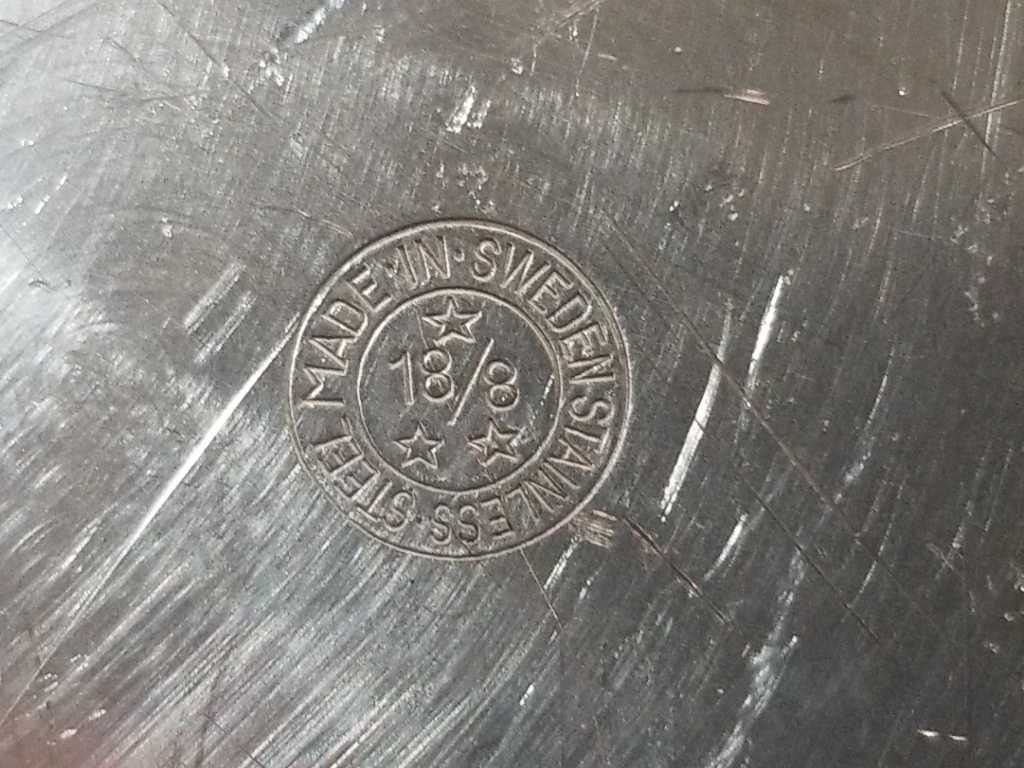 MADE IN · SWEDEN STAINLESS · STEEL
18/8